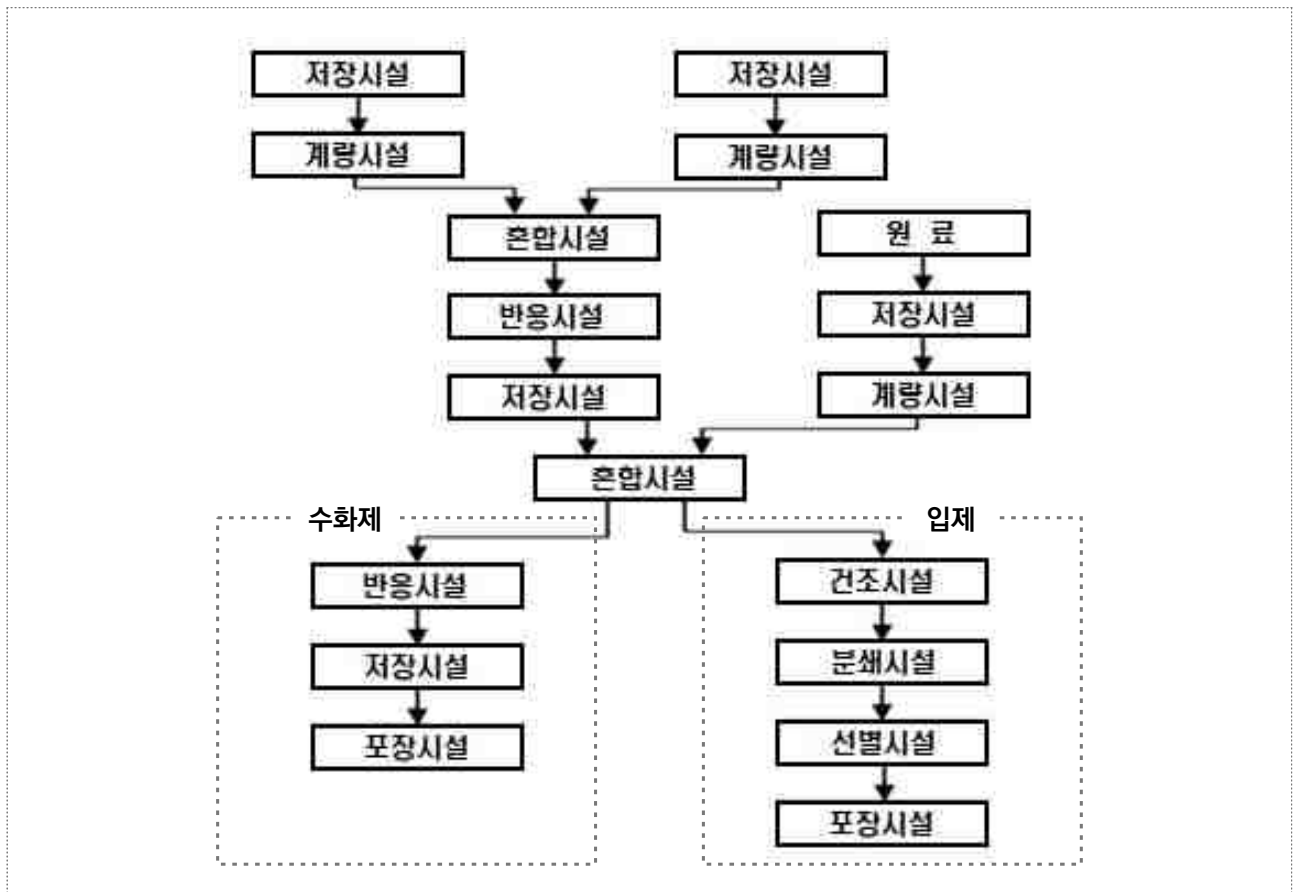 저장시설
저장시설
계량시설
계량시설
혼합시설
원 료
반응시설
저장시설
저장시설
계량시설
혼합시설
수화제
입제
반응시설
건조시설
저장시설
분쇄시설
포장시설
선별시설
포장시설